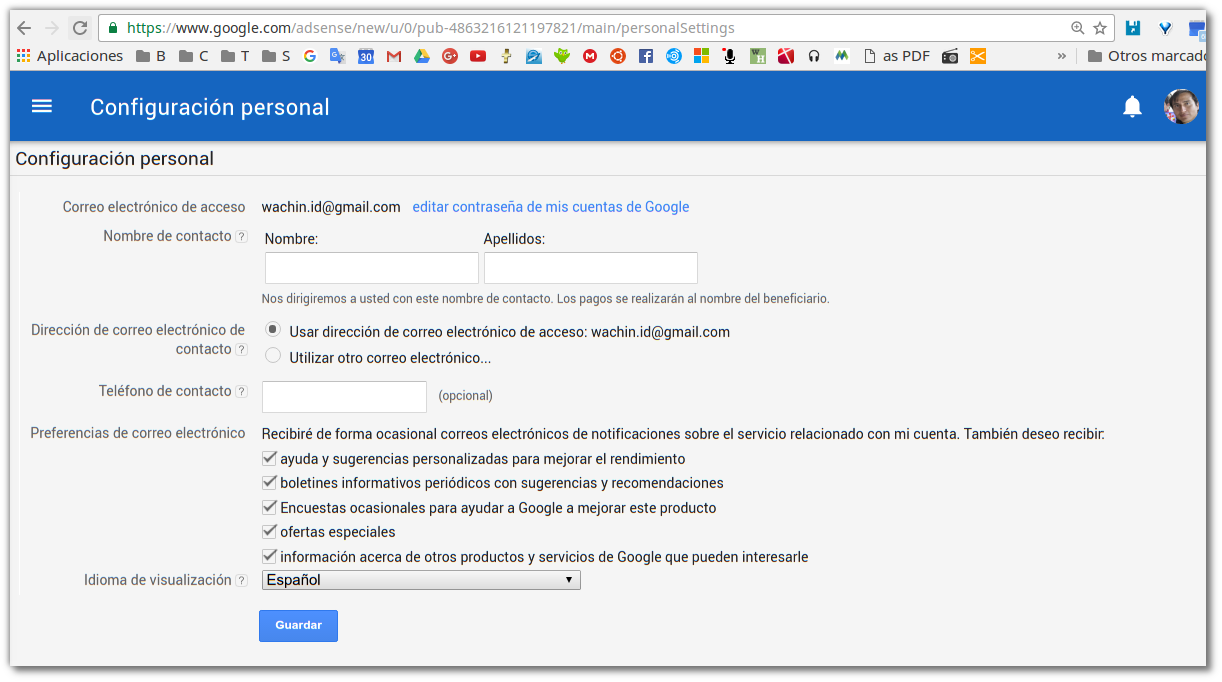 https://www.google.com/adsense/new/u/0/pub-4863216121197821/main/personalSettings
Aplicaciones B C T S 30 as PDF » Otros marcado
Configuración personal
Configuración personal
Correo electrónico de acceso wachin.id@gmail.com editar contraseña de mis cuentas de Google
Nombre de contacto ? Nombre: Apellidos:
Nos dirigiremos a usted con este nombre de contacto. Los pagos se realizarán al nombre del beneficiario.
Dirección de correo electrónico de
contacto ?
Usar dirección de correo electrónico de acceso: wachin.id@gmail.com
Utilizar otro correo electrónico...
Teléfono de contacto ? (opcional)
Preferencias de correo electrónico Recibiré de forma ocasional correos electrónicos de notificaciones sobre el servicio relacionado con mi cuenta. También deseo recibir:
ayuda y sugerencias personalizadas para mejorar el rendimiento
boletines informativos periódicos con sugerencias y recomendaciones
Encuestas ocasionales para ayudar a Google a mejorar este producto
ofertas especiales
información acerca de otros productos y servicios de Google que pueden interesarle
Idioma de visualización ? Español
Guardar